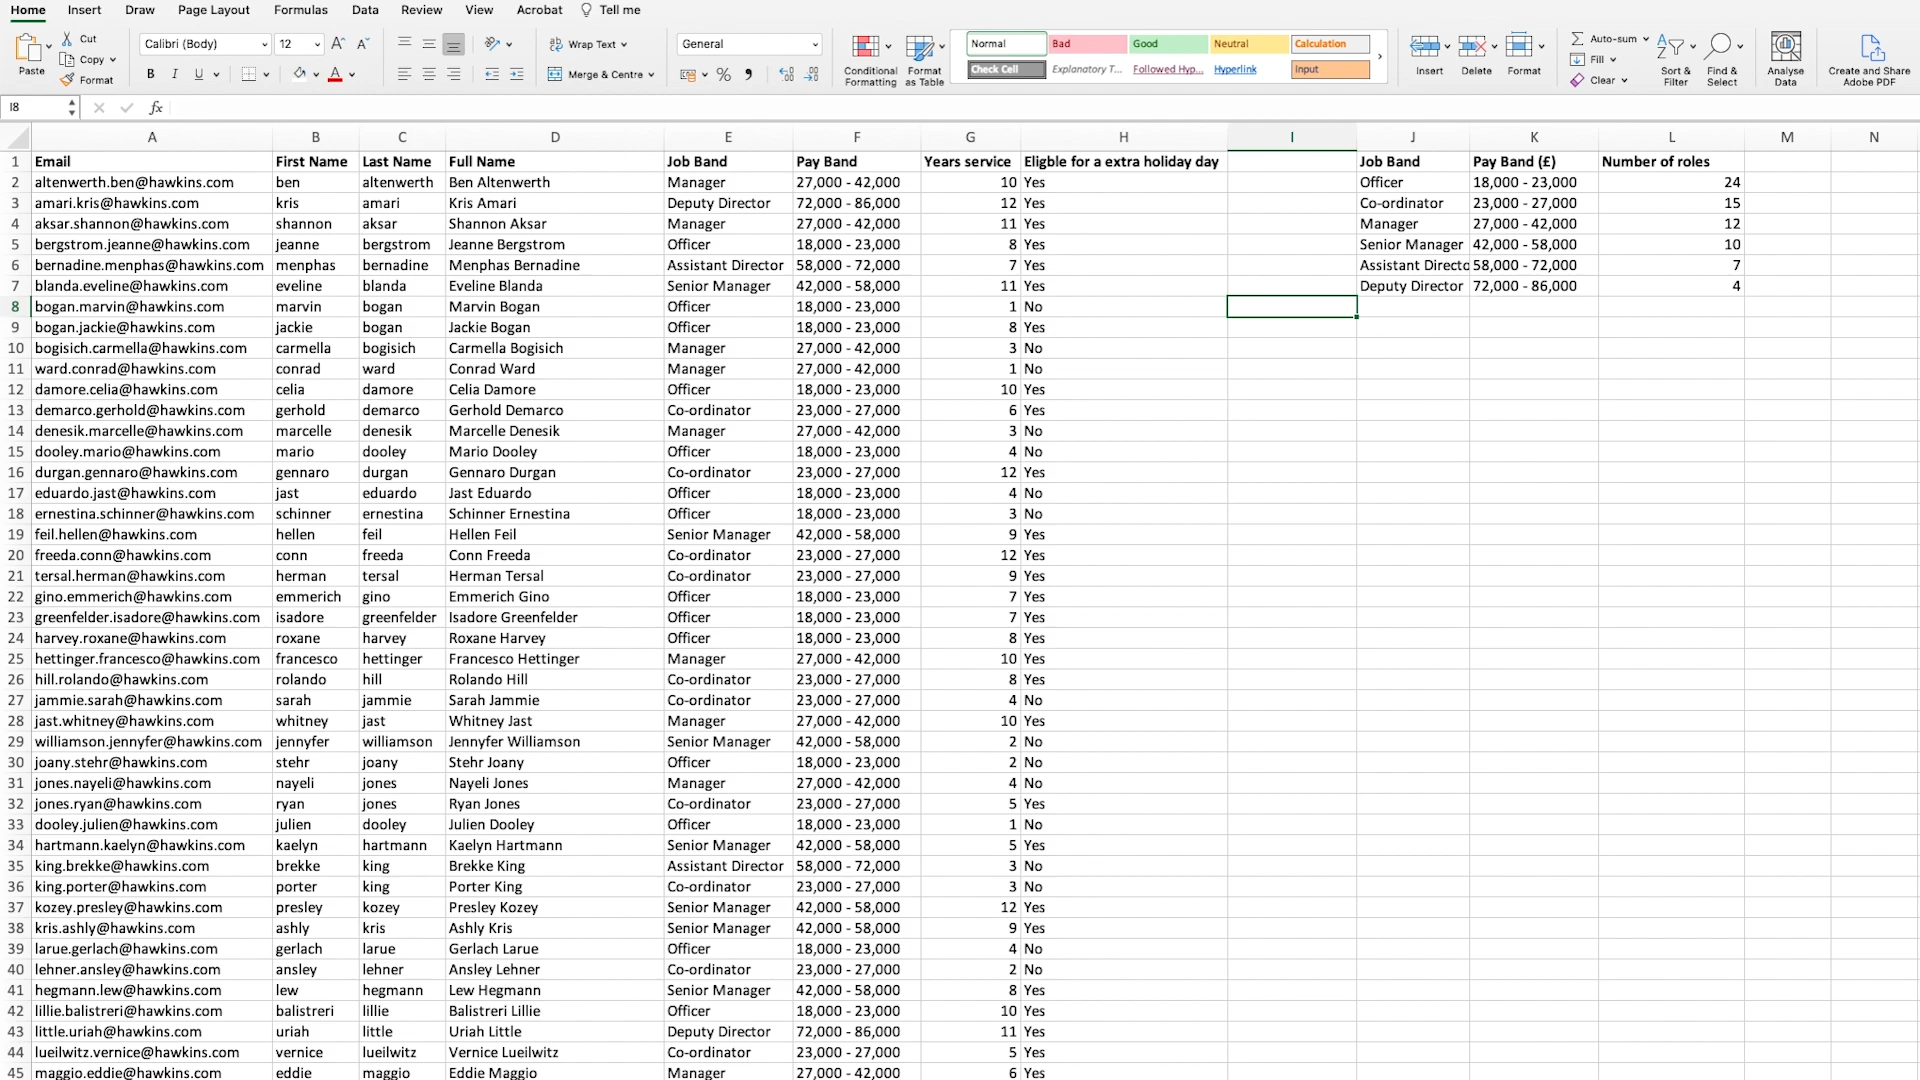 Home Insert Draw Page Layout Formulas Data Review View Acrobat Tell me
Paste Cut Copy Format
Calibri (Body) 12 A A
B I U A
Wrap Text
Merge & Centre
General
%
Conditional Formatting
Format as Table
Normal Bad Good Neutral Calculation
Check Cell Explanatory T... Followed Hyp... Hyperlink Input
Insert Delete Format
Auto-sum
Fill
Clear
Sort & Filter
Find & Select
Analyse Data
Create and Share Adobe PDF
I8 fx
A B C D E F G H I J K L M N
1 Email First Name Last Name Full Name Job Band Pay Band Years service Eligble for a extra holiday day Job Band Pay Band (£) Number of roles
2 altenwerth.ben@hawkins.com ben altenwerth Ben Altenwerth Manager 27,000 - 42,000 10 Yes Officer 18,000 - 23,000 24
3 amari.kris@hawkins.com kris amari Kris Amari Deputy Director 72,000 - 86,000 12 Yes Co-ordinator 23,000 - 27,000 15
4 aksar.shannon@hawkins.com shannon aksar Shannon Aksar Manager 27,000 - 42,000 11 Yes Manager 27,000 - 42,000 12
5 bergstrom.jeanne@hawkins.com jeanne bergstrom Jeanne Bergstrom Officer 18,000 - 23,000 8 Yes Senior Manager 42,000 - 58,000 10
6 bernadine.menphas@hawkins.com menphas bernadine Menphas Bernadine Assistant Director 58,000 - 72,000 7 Yes Assistant Directo 58,000 - 72,000 7
7 blanda.eveline@hawkins.com eveline blanda Eveline Blanda Senior Manager 42,000 - 58,000 11 Yes Deputy Director 72,000 - 86,000 4
8 bogan.marvin@hawkins.com marvin bogan Marvin Bogan Officer 18,000 - 23,000 1 No
9 bogan.jackie@hawkins.com jackie bogan Jackie Bogan Officer 18,000 - 23,000 8 Yes
10 bogisich.carmella@hawkins.com carmella bogisich Carmella Bogisich Manager 27,000 - 42,000 3 No
11 ward.conrad@hawkins.com conrad ward Conrad Ward Manager 27,000 - 42,000 1 No
12 damore.celia@hawkins.com celia damore Celia Damore Officer 18,000 - 23,000 10 Yes
13 demarco.gerhold@hawkins.com gerhold demarco Gerhold Demarco Co-ordinator 23,000 - 27,000 6 Yes
14 denesik.marcelle@hawkins.com marcelle denesik Marcelle Denesik Manager 27,000 - 42,000 3 No
15 dooley.mario@hawkins.com mario dooley Mario Dooley Officer 18,000 - 23,000 4 No
16 durgan.gennaro@hawkins.com gennaro durgan Gennaro Durgan Co-ordinator 23,000 - 27,000 12 Yes
17 eduardo.jast@hawkins.com jast eduardo Jast Eduardo Officer 18,000 - 23,000 4 No
18 ernestina.schinner@hawkins.com schinner ernestina Schinner Ernestina Officer 18,000 - 23,000 3 No
19 feil.hellen@hawkins.com hellen feil Hellen Feil Senior Manager 42,000 - 58,000 9 Yes
20 freeda.conn@hawkins.com conn freeda Conn Freeda Co-ordinator 23,000 - 27,000 12 Yes
21 tersal.herman@hawkins.com herman tersal Herman Tersal Co-ordinator 23,000 - 27,000 9 Yes
22 gino.emmerich@hawkins.com emmerich gino Emmerich Gino Officer 18,000 - 23,000 7 Yes
23 greenfelder.isadore@hawkins.com isadore greenfelder Isadore Greenfelder Officer 18,000 - 23,000 7 Yes
24 harvey.roxane@hawkins.com roxane harvey Roxane Harvey Officer 18,000 - 23,000 8 Yes
25 hettinger.francesco@hawkins.com francesco hettinger Francesco Hettinger Manager 27,000 - 42,000 10 Yes
26 hill.rolando@hawkins.com rolando hill Rolando Hill Co-ordinator 23,000 - 27,000 8 Yes
27 jammie.sarah@hawkins.com sarah jammie Sarah Jammie Co-ordinator 23,000 - 27,000 4 No
28 jast.whitney@hawkins.com whitney jast Whitney Jast Manager 27,000 - 42,000 10 Yes
29 williamson.jennyfer@hawkins.com jennyfer williamson Jennyfer Williamson Senior Manager 42,000 - 58,000 2 No
30 joany.stehr@hawkins.com stehr joany Stehr Joany Officer 18,000 - 23,000 2 No
31 jones.nayeli@hawkins.com nayeli jones Nayeli Jones Manager 27,000 - 42,000 4 No
32 jones.ryan@hawkins.com ryan jones Ryan Jones Co-ordinator 23,000 - 27,000 5 Yes
33 dooley.julien@hawkins.com julien dooley Julien Dooley Officer 18,000 - 23,000 1 No
34 hartmann.kaelyn@hawkins.com kaelyn hartmann Kaelyn Hartmann Senior Manager 42,000 - 58,000 5 Yes
35 king.brekke@hawkins.com brekke king Brekke King Assistant Director 58,000 - 72,000 3 No
36 king.porter@hawkins.com porter king Porter King Co-ordinator 23,000 - 27,000 3 No
37 kozey.presley@hawkins.com presley kozey Presley Kozey Senior Manager 42,000 - 58,000 12 Yes
38 kris.ashly@hawkins.com ashly kris Ashly Kris Senior Manager 42,000 - 58,000 9 Yes
39 larue.gerlach@hawkins.com gerlach larue Gerlach Larue Officer 18,000 - 23,000 4 No
40 lehner.ansley@hawkins.com ansley lehner Ansley Lehner Co-ordinator 23,000 - 27,000 2 No
41 hegmann.lew@hawkins.com lew hegmann Lew Hegmann Senior Manager 42,000 - 58,000 8 Yes
42 lillie.balistreri@hawkins.com balistreri lillie Balistreri Lillie Officer 18,000 - 23,000 10 Yes
43 little.uriah@hawkins.com uriah little Uriah Little Deputy Director 72,000 - 86,000 11 Yes
44 lueilwitz.vernice@hawkins.com vernice lueilwitz Vernice Lueilwitz Co-ordinator 23,000 - 27,000 5 Yes
45 maggio.eddie@hawkins.com eddie maggio Eddie Maggio Manager 27,000 - 42,000 6 Yes